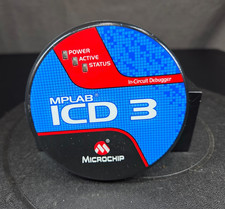 POWER
ACTIVE
STATUS
In-Circuit Debugger
MPLAB®
ICD 3
MICROCHIP